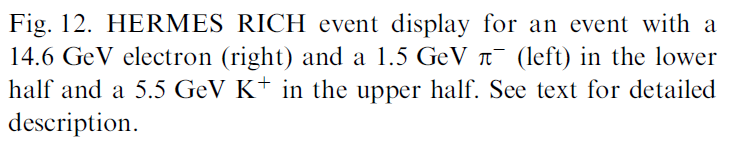 Fig. 12. HERMES RICH event display for an event with a
14.6 GeV electron (right) and a 1.5 GeV π⁻ (left) in the lower
half and a 5.5 GeV K⁺ in the upper half. See text for detailed
description.